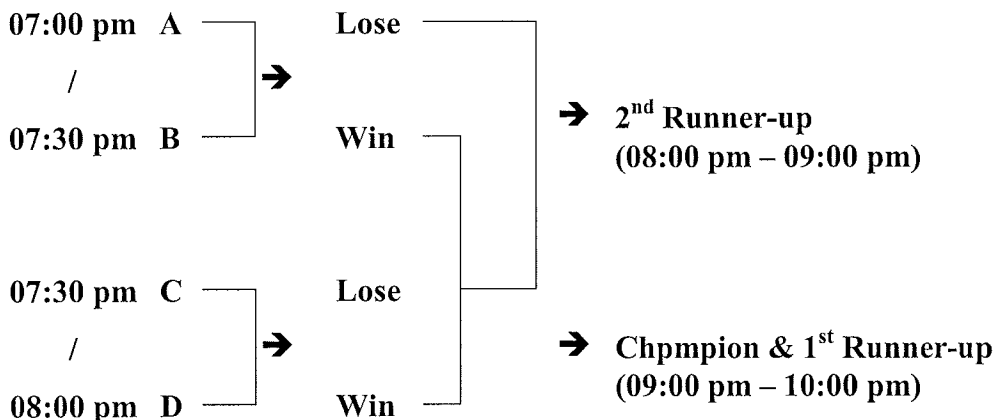 07:00 pm A Lose
/
07:30 pm B Win
2nd Runner-up
(08:00 pm – 09:00 pm)
07:30 pm C Lose
/
08:00 pm D Win
Chpmpion & 1st Runner-up
(09:00 pm – 10:00 pm)